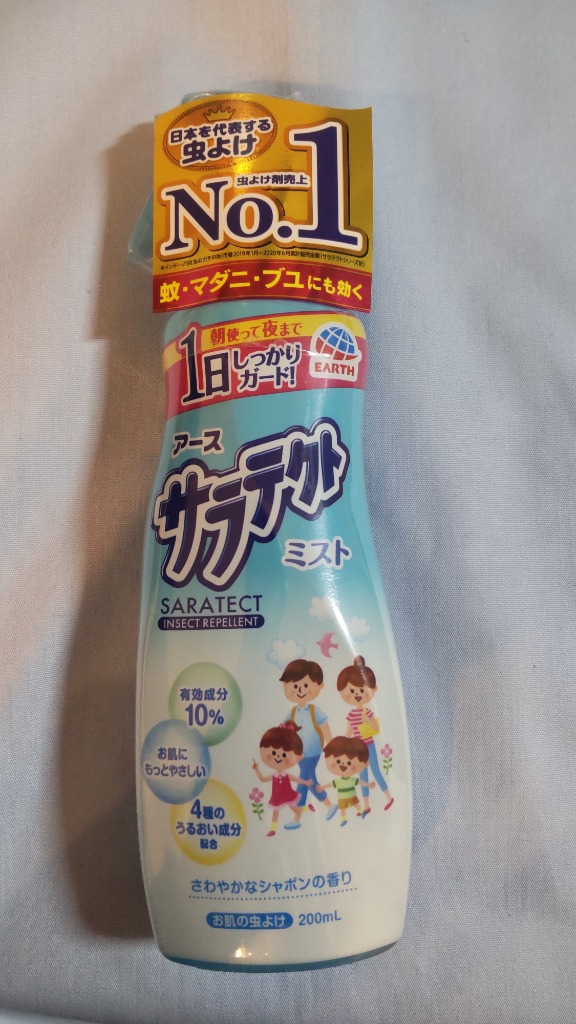 日本を代表する
虫よけ
虫よけ剤売上
No.1
蚊・マダニ・ブユにも効く
朝使って夜まで
1日しっかり
ガード!
EARTH
アース
サラテクト
ミスト
SARATECT
INSECT REPELLENT
有効成分
10%
お肌に
もっとやさしい
4種の
うるおい成分
配合
さわやかなシャボンの香り
お肌の虫よけ 200mL